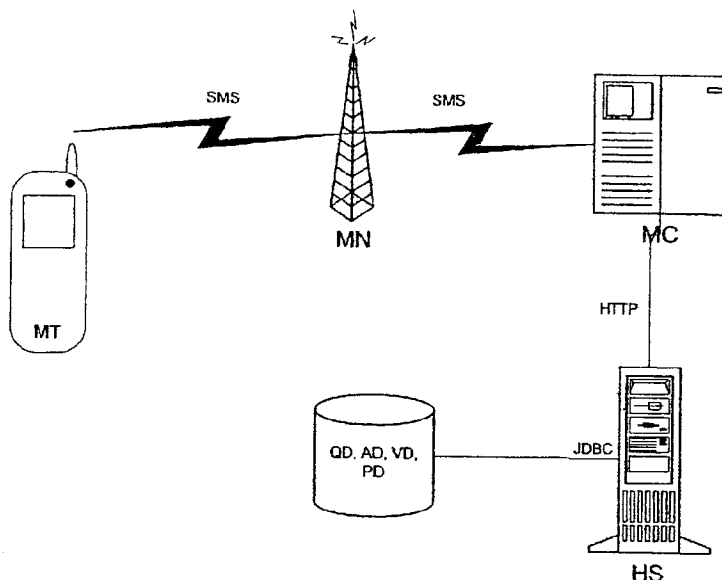 SMS
SMS
MN
MC
MT
HTTP
QD, AD, VD,
PD
JDBC
HS